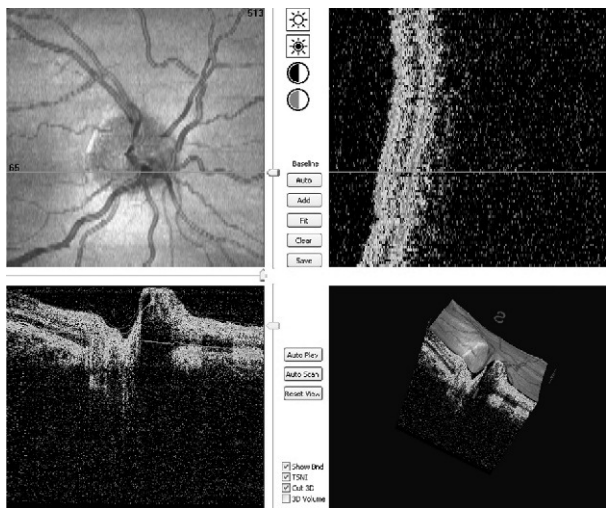 513
65
Baseline
Auto
Add
Fit
Clear
Save
Auto Play
Auto Scan
Reset View
Show Bnd
TSNI
Cut 3D
3D Volume
S